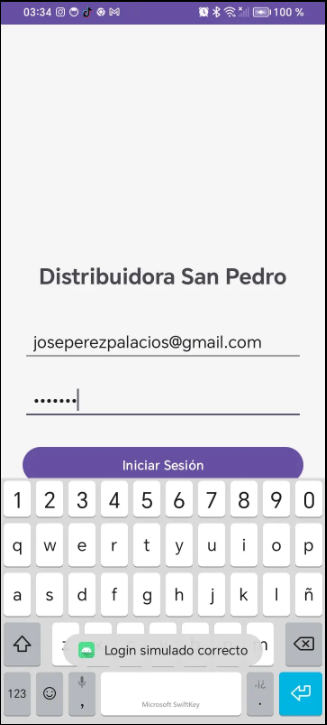 03:34 100 %
Distribuidora San Pedro
joseperezpalacios@gmail.com
•••••••
Iniciar Sesión
1 2 3 4 5 6 7 8 9 0
q w e r t y u i o p
a s d f g h j k l ñ
z m
Login simulado correcto
123 , Microsoft SwiftKey .